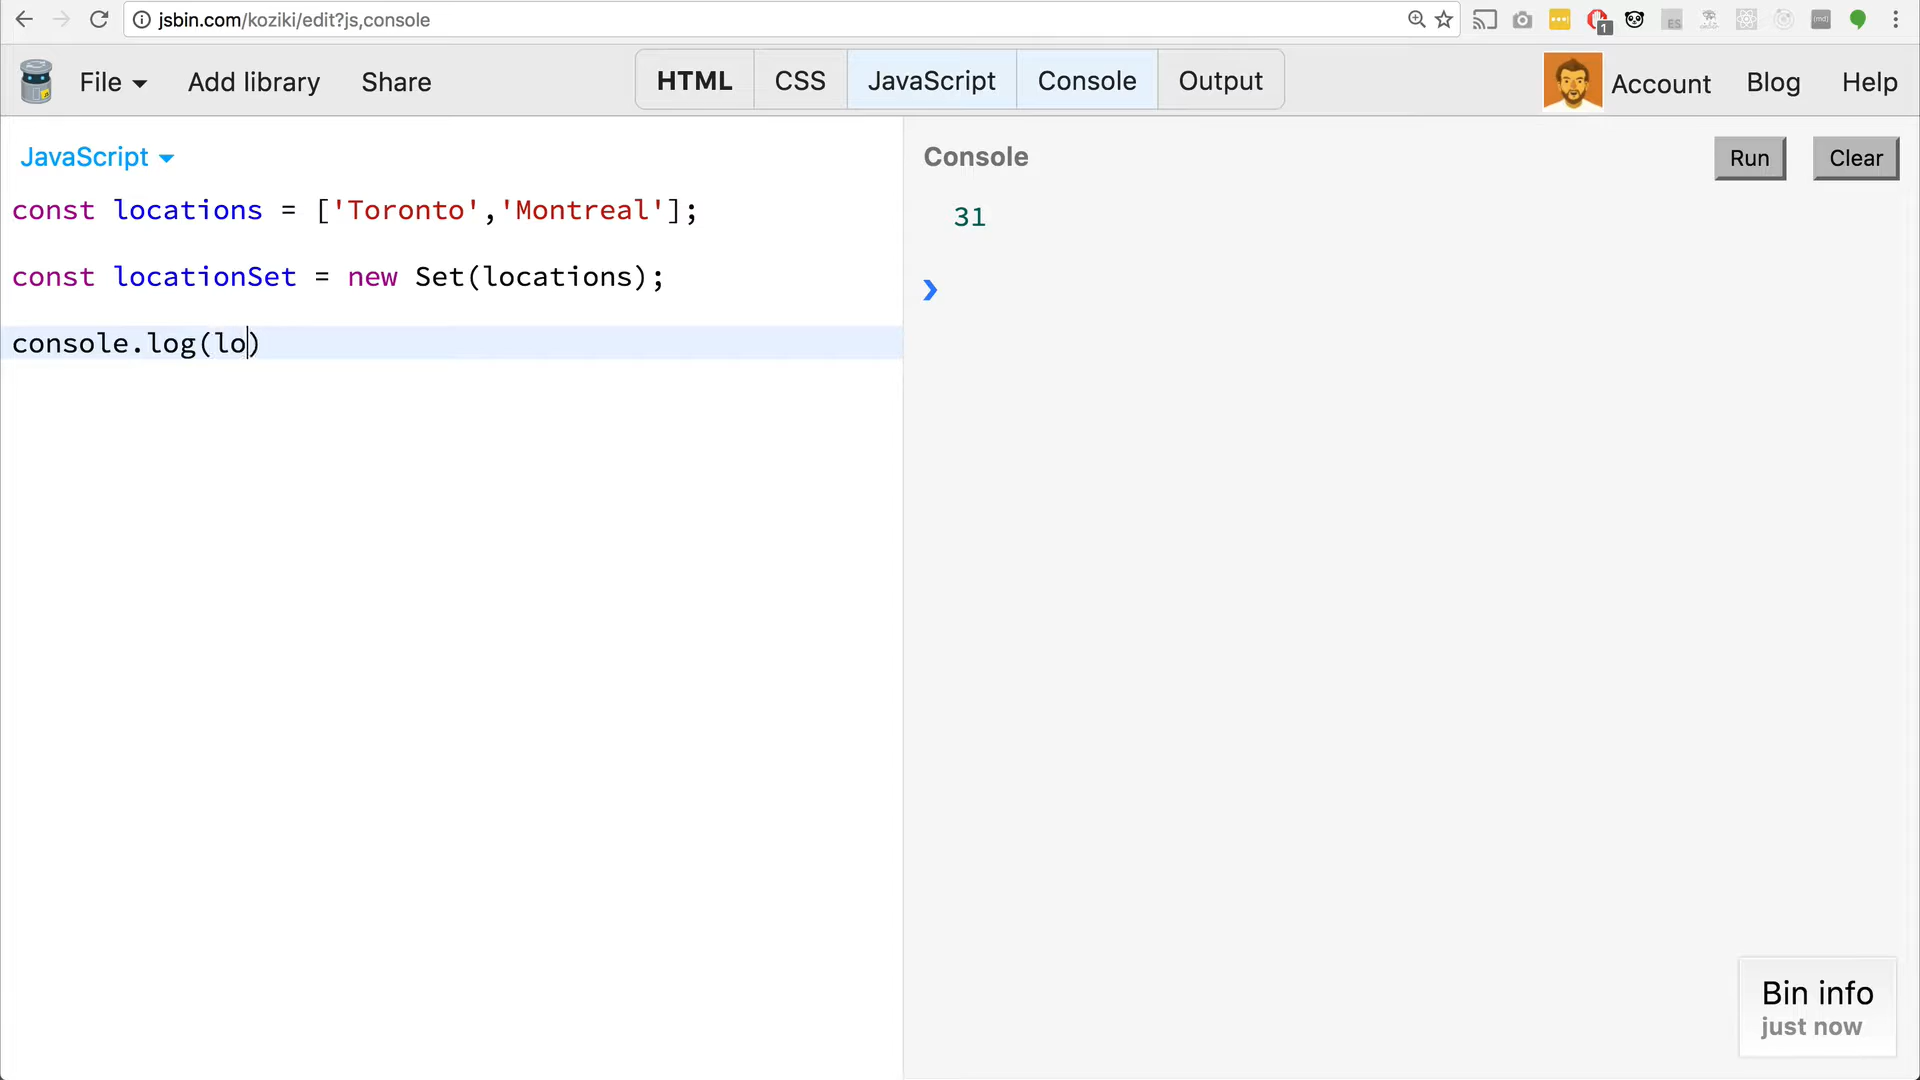 jsbin.com/koziki/edit?js,console
1
ES
File
Add library
Share
HTML
CSS
JavaScript
Console
Output
Account
Blog
Help
JavaScript
const locations = ['Toronto','Montreal'];
const locationSet = new Set(locations);
console.log(lo)
Console
Run
Clear
31
Bin info
just now